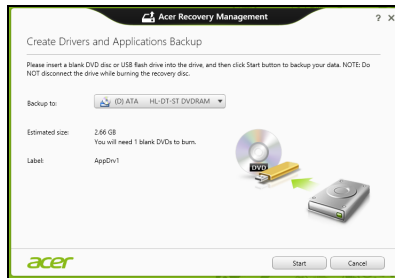 Acer Recovery Management
? X
Create Drivers and Applications Backup
Please insert a blank DVD disc or USB flash drive into the drive, and then click Start button to backup your data. NOTE: Do
NOT disconnect the drive while burning the recovery disc.
Backup to: (D) ATA HL-DT-ST DVDRAM
Estimated size: 2.66 GB
You will need 1 blank DVDs to burn.
Label: AppDrv1
DVD
acer Start Cancel